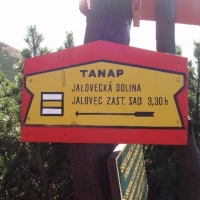 TANAP
JALOVECKÁ DOLINA
JALOVEC ZAST. SAD 3,30 h